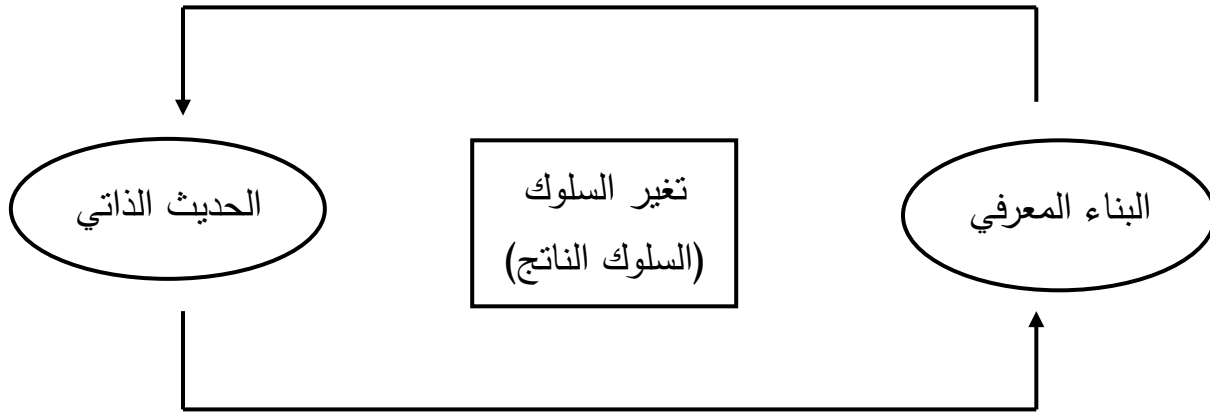 البناء المعرفي
تغير السلوك
(السلوك الناتج)
الحديث الذاتي